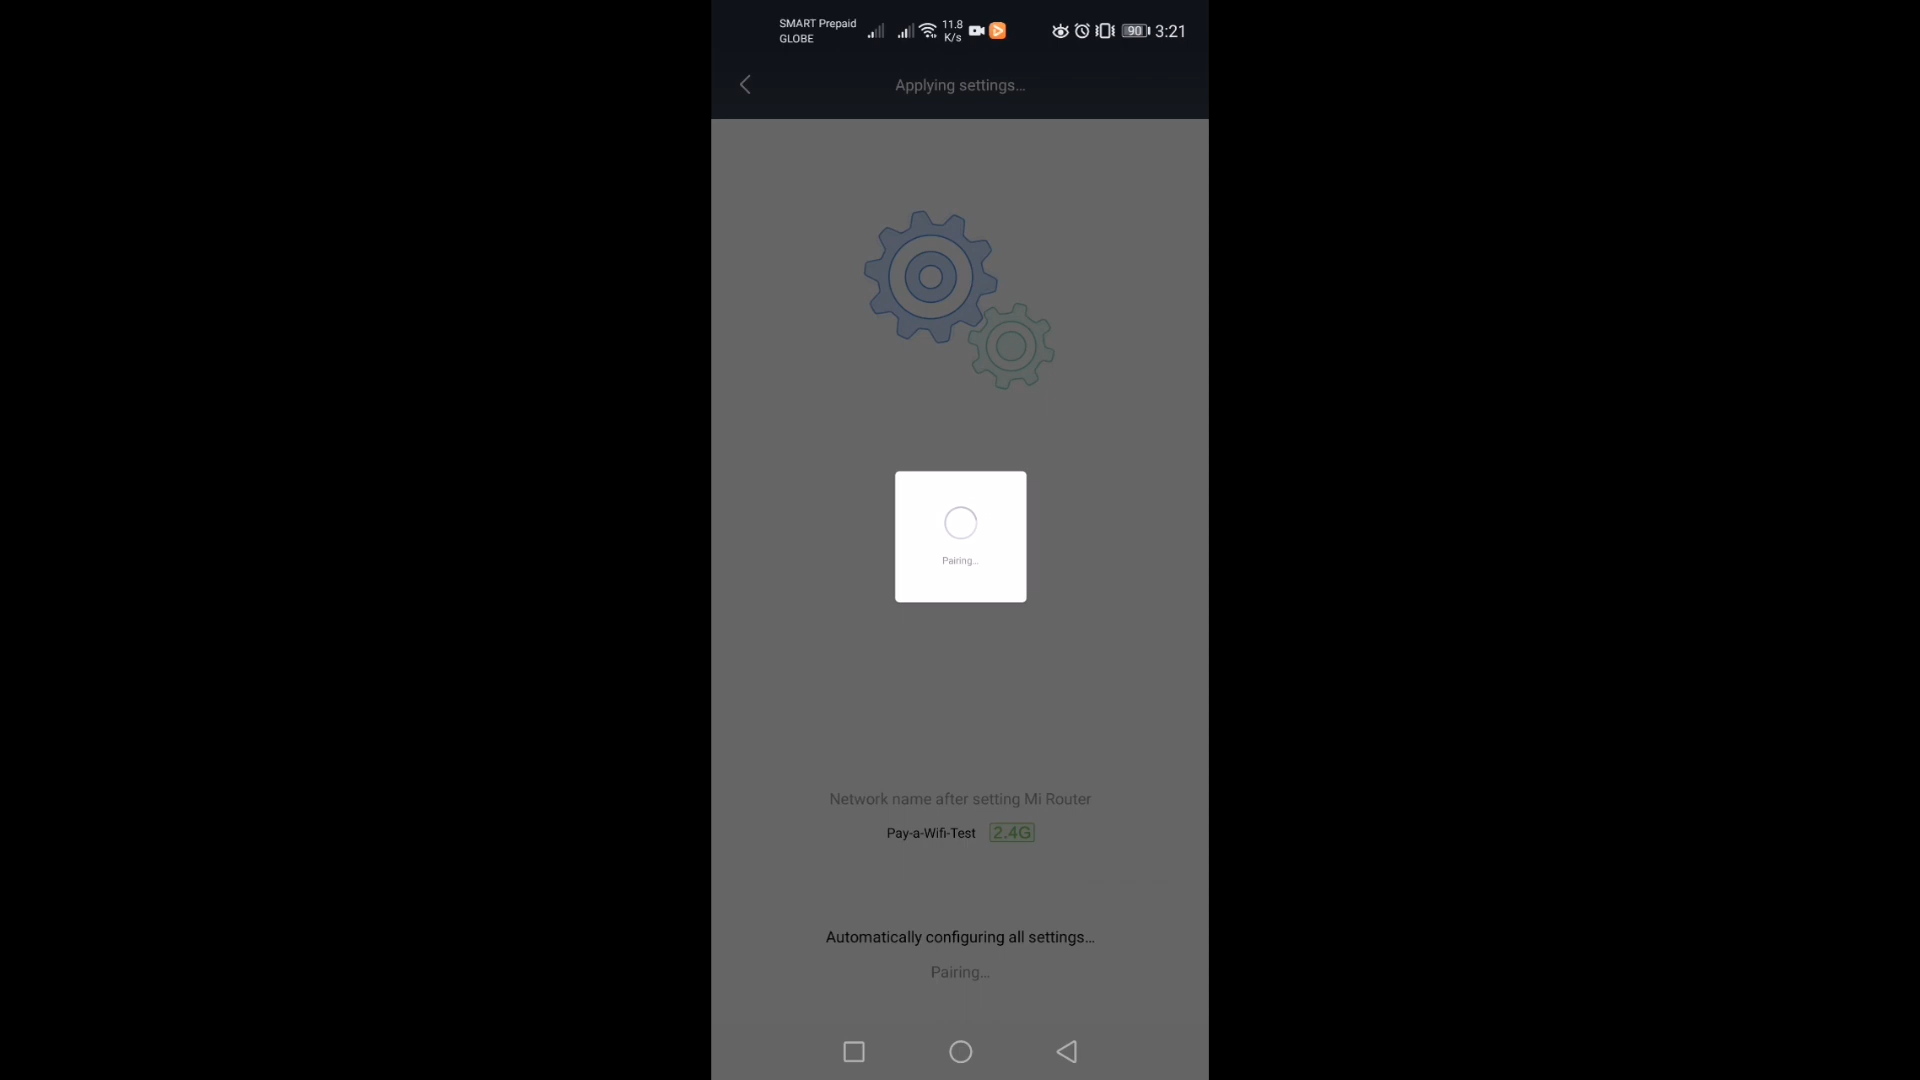 SMART Prepaid
GLOBE
11.8
K/s
90
3:21
Applying settings...
Pairing...
Network name after setting Mi Router
Pay-a-Wifi-Test 2.4G
Automatically configuring all settings...
Pairing...